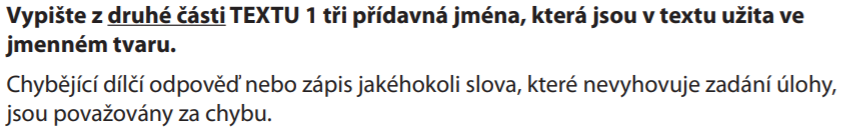 Vypište z druhé části TEXTU 1 tři přídavná jména, která jsou v textu užita ve
jmenném tvaru.
Chybějící dílčí odpověď nebo zápis jakéhokoli slova, které nevyhovuje zadání úlohy,
jsou považovány za chybu.